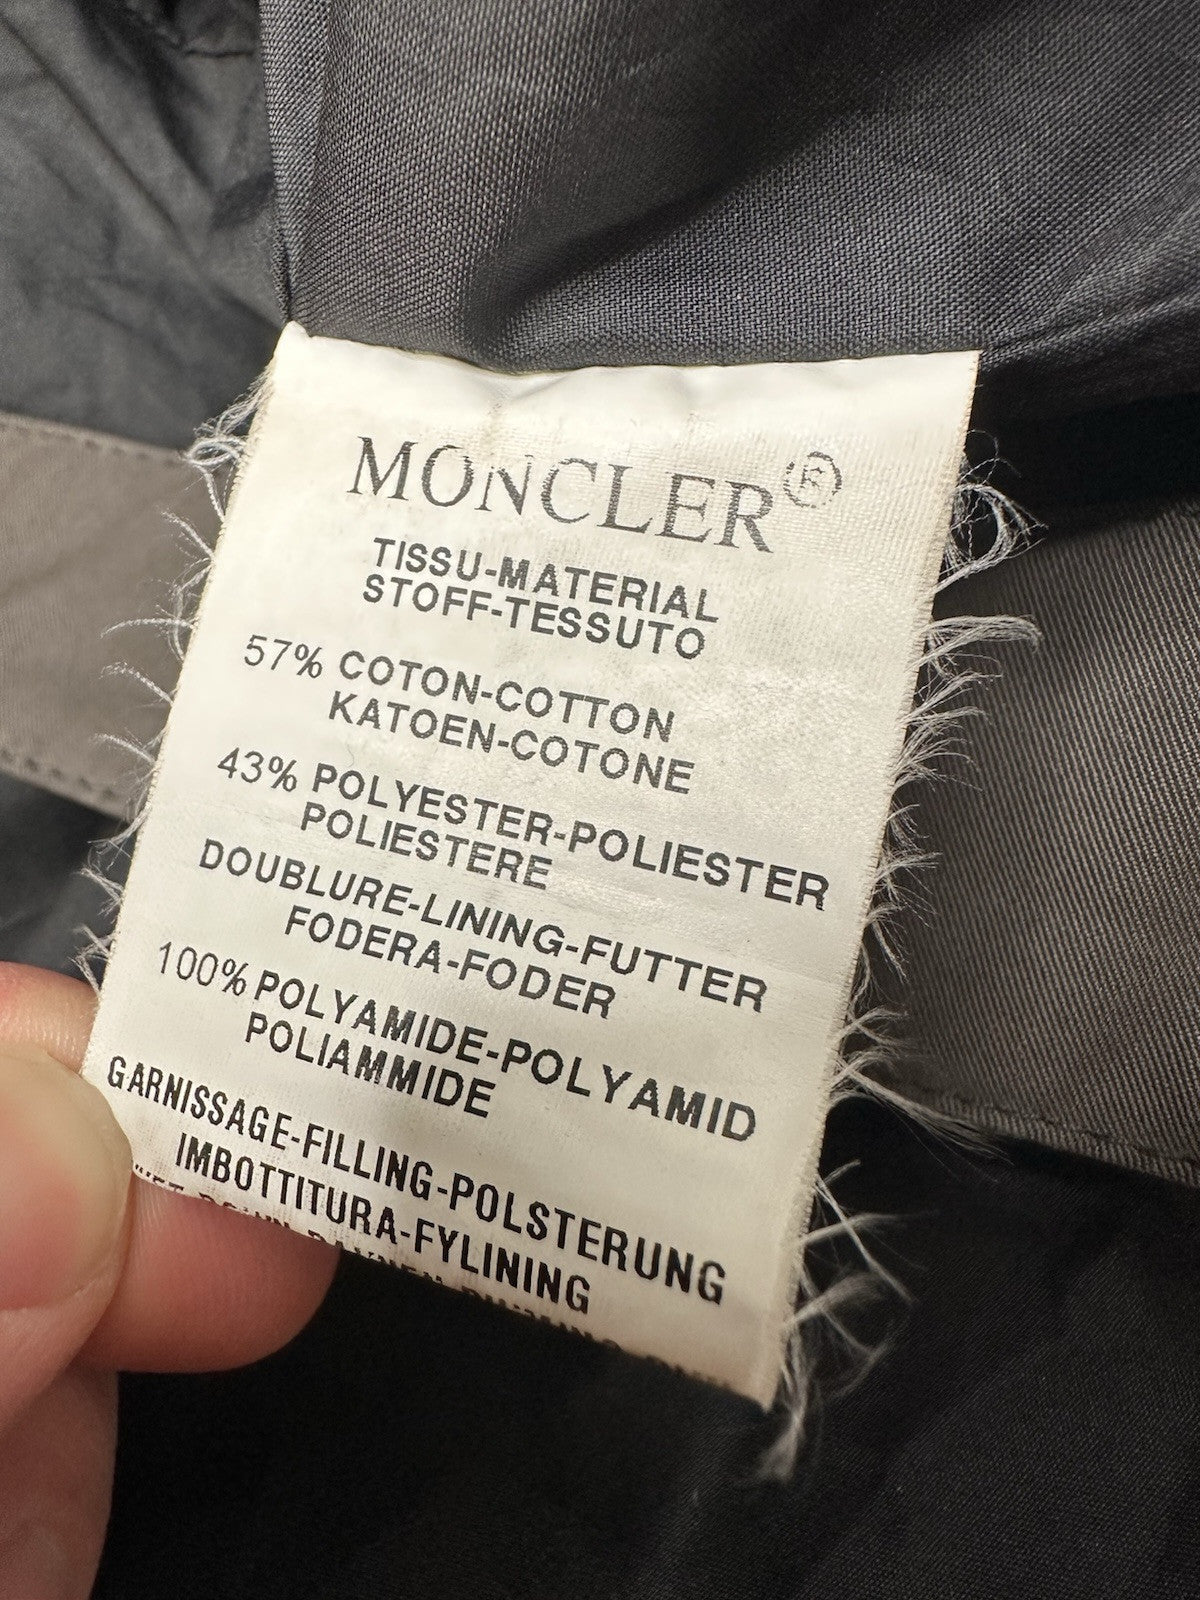 MONCLER®
TISSU-MATERIAL
STOFF-TESSUTO
57% COTON-COTTON
KATOEN-COTONE
43% POLYESTER-POLIESTER
POLIESTERE
DOUBLURE-LINING-FUTTER
FODERA-FODER
100% POLYAMIDE-POLYAMID
POLIAMMIDE
GARNISSAGE-FILLING-POLSTERUNG
IMBOTTITURA-FYLINING